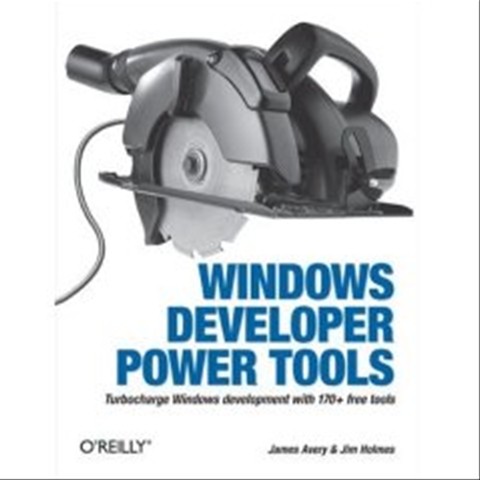 WINDOWS
DEVELOPER
POWER TOOLS
Turbocharge Windows development with 170+ free tools
O'REILLY®
James Avery & Jim Holmes